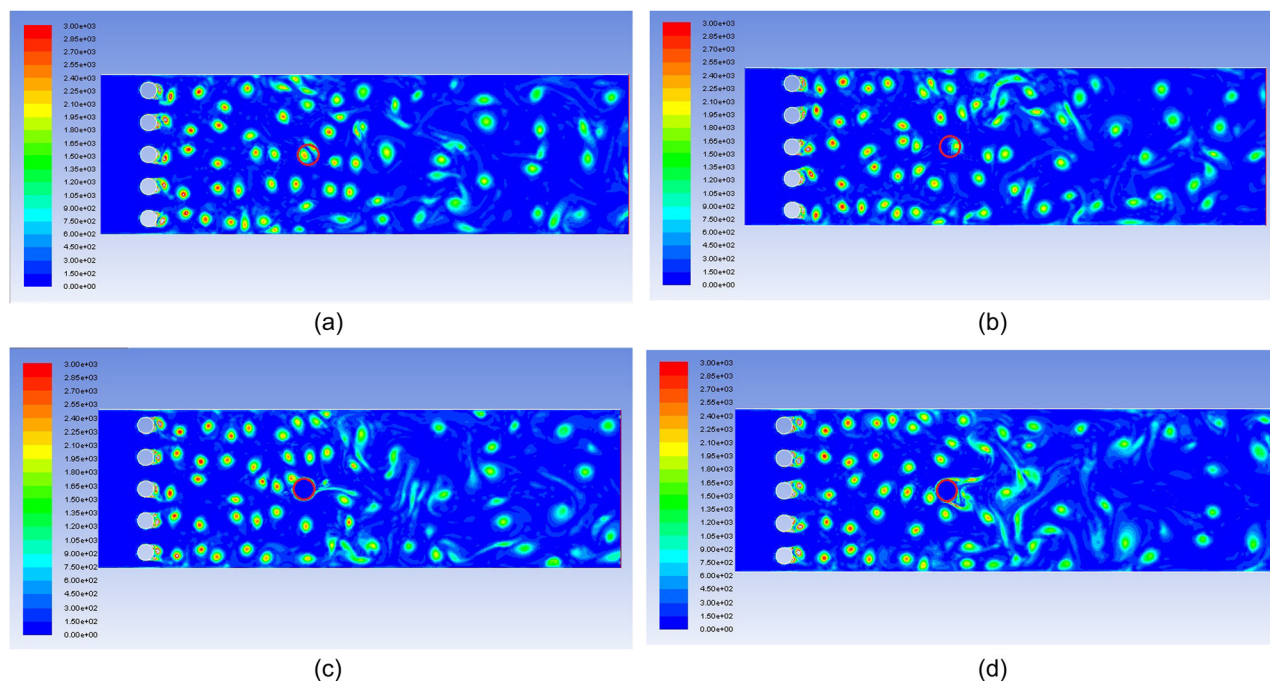 3.00e+03
2.85e+03
2.70e+03
2.55e+03
2.40e+03
2.25e+03
2.10e+03
1.95e+03
1.80e+03
1.65e+03
1.50e+03
1.35e+03
1.20e+03
1.05e+03
9.00e+02
7.50e+02
6.00e+02
4.50e+02
3.00e+02
1.50e+02
0.00e+00
(a)
3.00e+03
2.85e+03
2.70e+03
2.55e+03
2.40e+03
2.25e+03
2.10e+03
1.95e+03
1.80e+03
1.65e+03
1.50e+03
1.35e+03
1.20e+03
1.05e+03
9.00e+02
7.50e+02
6.00e+02
4.50e+02
3.00e+02
1.50e+02
0.00e+00
(b)
3.00e+03
2.85e+03
2.70e+03
2.55e+03
2.40e+03
2.25e+03
2.10e+03
1.95e+03
1.80e+03
1.65e+03
1.50e+03
1.35e+03
1.20e+03
1.05e+03
9.00e+02
7.50e+02
6.00e+02
4.50e+02
3.00e+02
1.50e+02
0.00e+00
(c)
3.00e+03
2.85e+03
2.70e+03
2.55e+03
2.40e+03
2.25e+03
2.10e+03
1.95e+03
1.80e+03
1.65e+03
1.50e+03
1.35e+03
1.20e+03
1.05e+03
9.00e+02
7.50e+02
6.00e+02
4.50e+02
3.00e+02
1.50e+02
0.00e+00
(d)